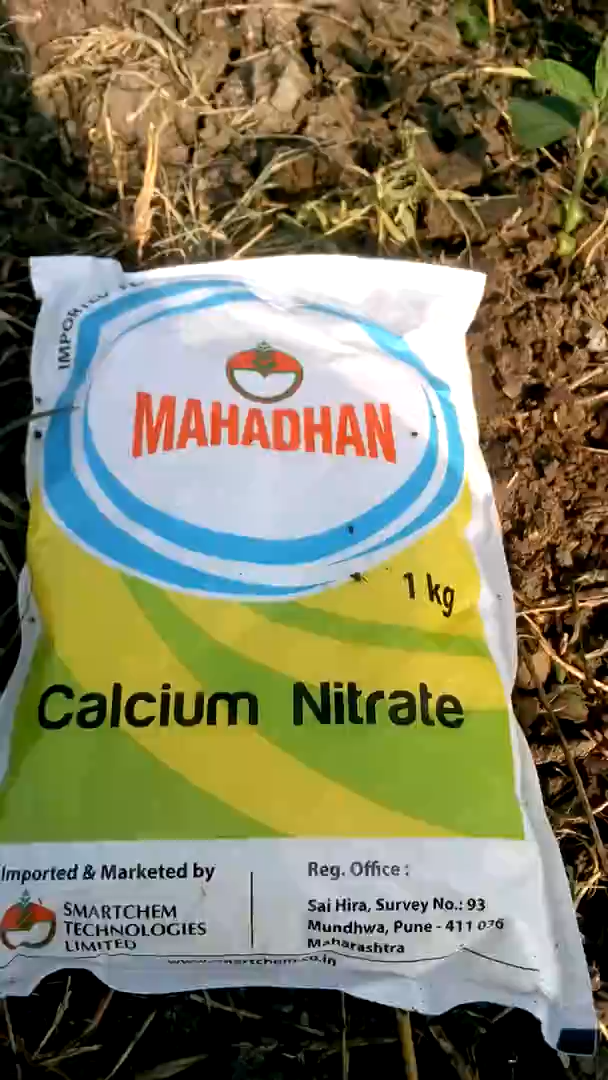 IMPORTED
MAHADHAN
1 kg
Calcium Nitrate
Imported & Marketed by
SMARTCHEM
TECHNOLOGIES
LIMITED
Reg. Office :
Sai Hira, Survey No.: 93
Mundhwa, Pune - 411 036
Maharashtra